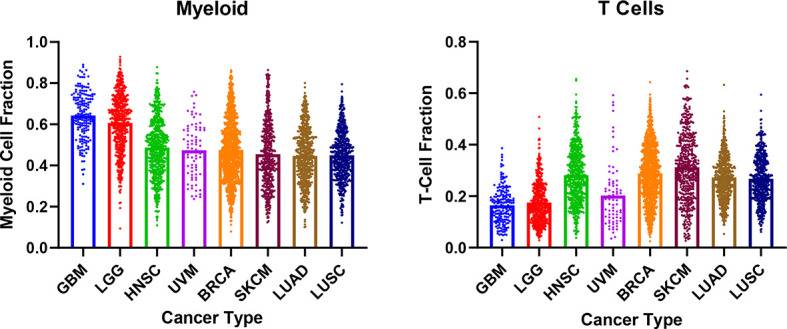 Myeloid
Myeloid Cell Fraction
1.0
0.8
0.6
0.4
0.2
0.0
GBM
LGG
HNSC
UVM
BRCA
SKCM
LUAD
LUSC
Cancer Type
T Cells
T-Cell Fraction
0.8
0.6
0.4
0.2
0.0
GBM
LGG
HNSC
UVM
BRCA
SKCM
LUAD
LUSC
Cancer Type